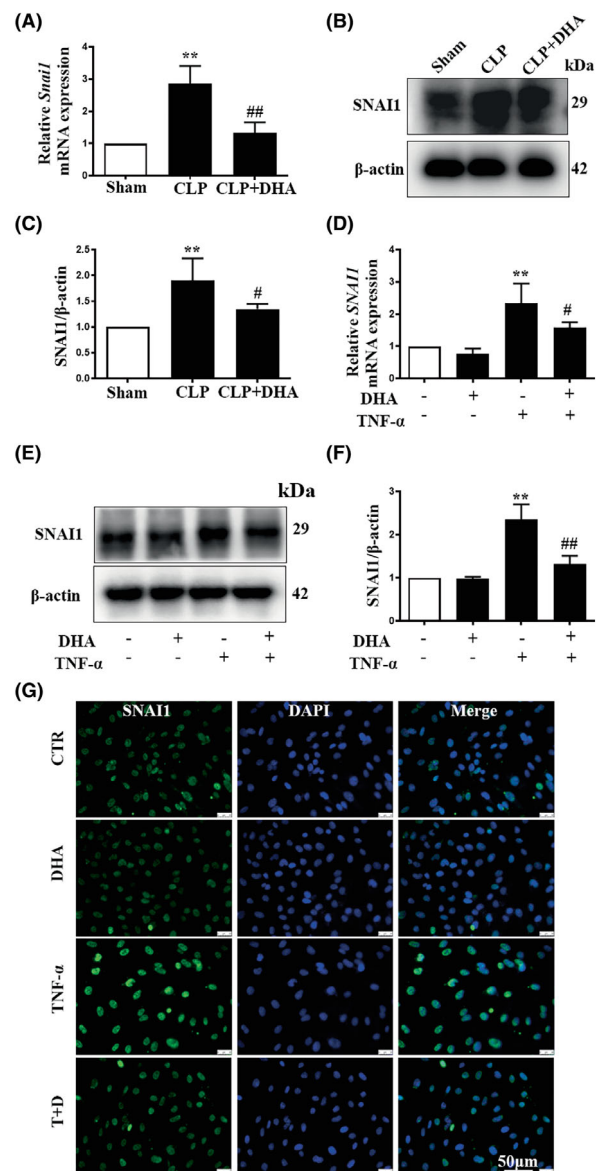 (A)
Relative Snail mRNA expression
4
3
2
1
0
**
##
Sham CLP CLP+DHA
(B)
Sham CLP CLP+DHA kDa
SNAI1 29
β-actin 42
(C)
SNAI1/β-actin
2.5
2.0
1.5
1.0
0.5
0.0
**
#
Sham CLP CLP+DHA
(D)
Relative SNAI1 mRNA expression
4
3
2
1
0
**
#
DHA - + - +
TNF-α - - + +
(E)
kDa
SNAI1 29
β-actin 42
DHA - + - +
TNF-α - - + +
(F)
SNAI1/β-actin
3
2
1
0
**
##
DHA - + - +
TNF-α - - + +
(G)
SNAI1 DAPI Merge
CTR
DHA
TNF-α
T+D
50μm